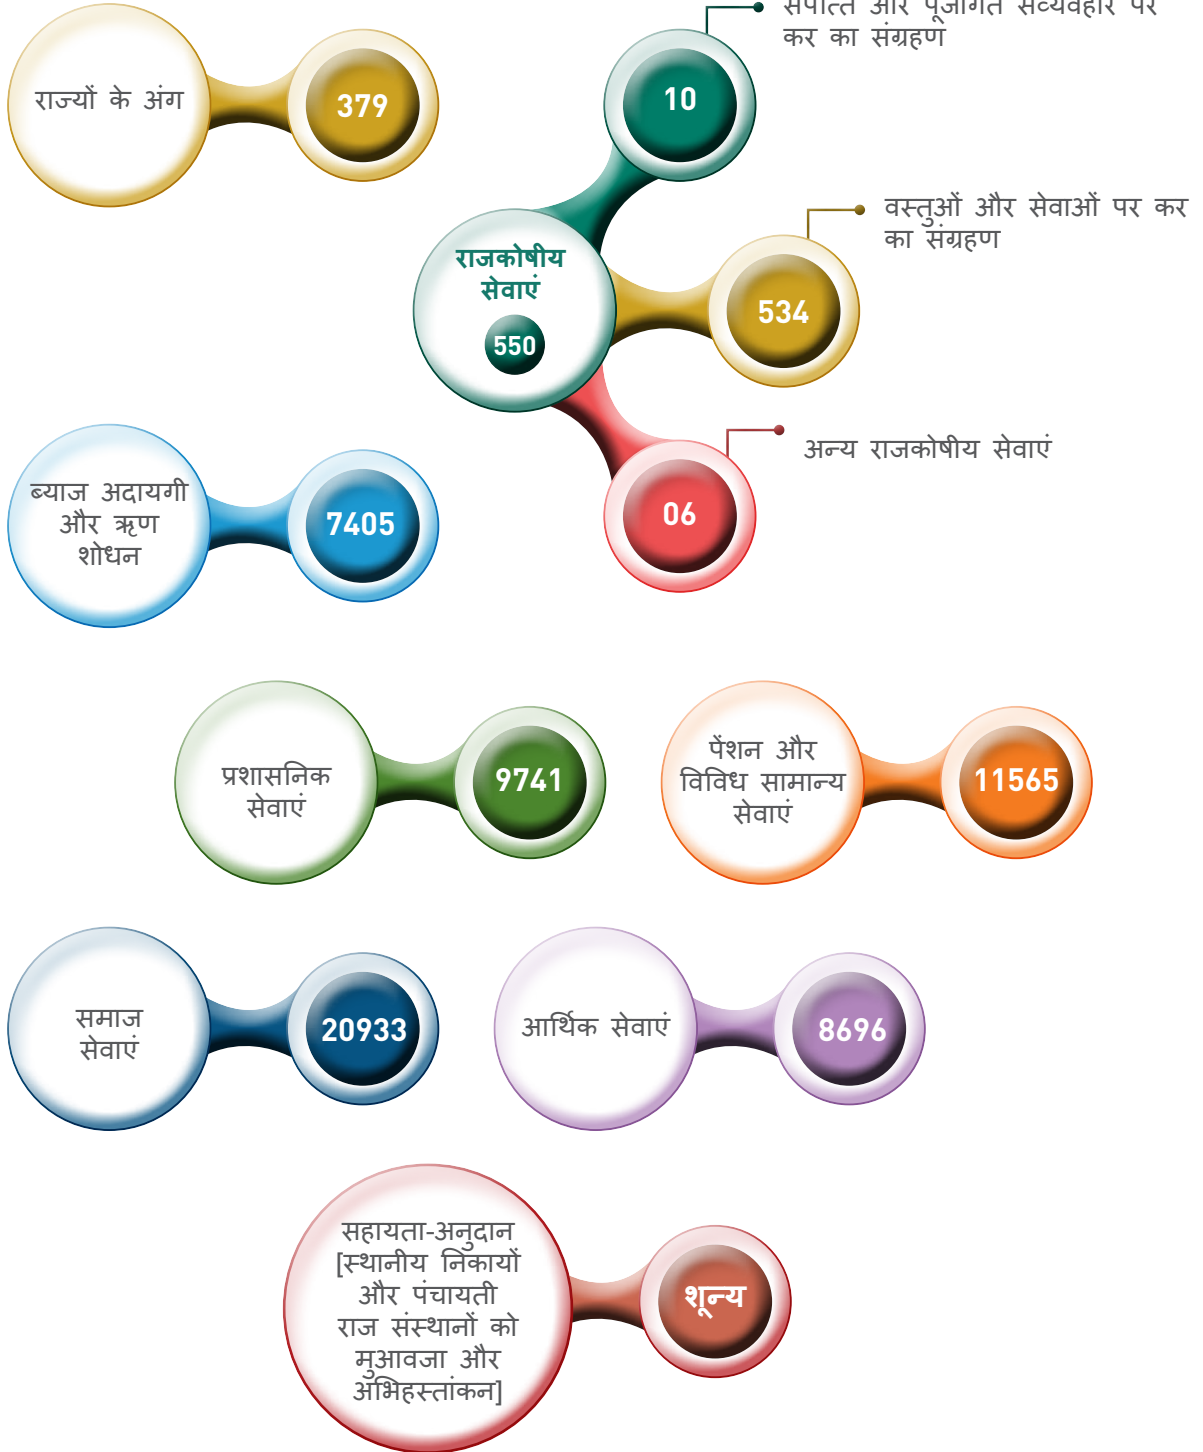 संपत्ति और पूंजीगत संव्यवहार पर
कर का संग्रहण
राज्यों के अंग
379
10
वस्तुओं और सेवाओं पर कर
का संग्रहण
राजकोषीय
सेवाएं
550
534
अन्य राजकोषीय सेवाएं
06
ब्याज अदायगी
और ऋण
शोधन
7405
प्रशासनिक
सेवाएं
9741
पेंशन और
विविध सामान्य
सेवाएं
11565
समाज
सेवाएं
20933
आर्थिक सेवाएं
8696
सहायता-अनुदान
[स्थानीय निकायों
और पंचायती
राज संस्थानों को
मुआवजा और
अभिहस्तांकन]
शून्य